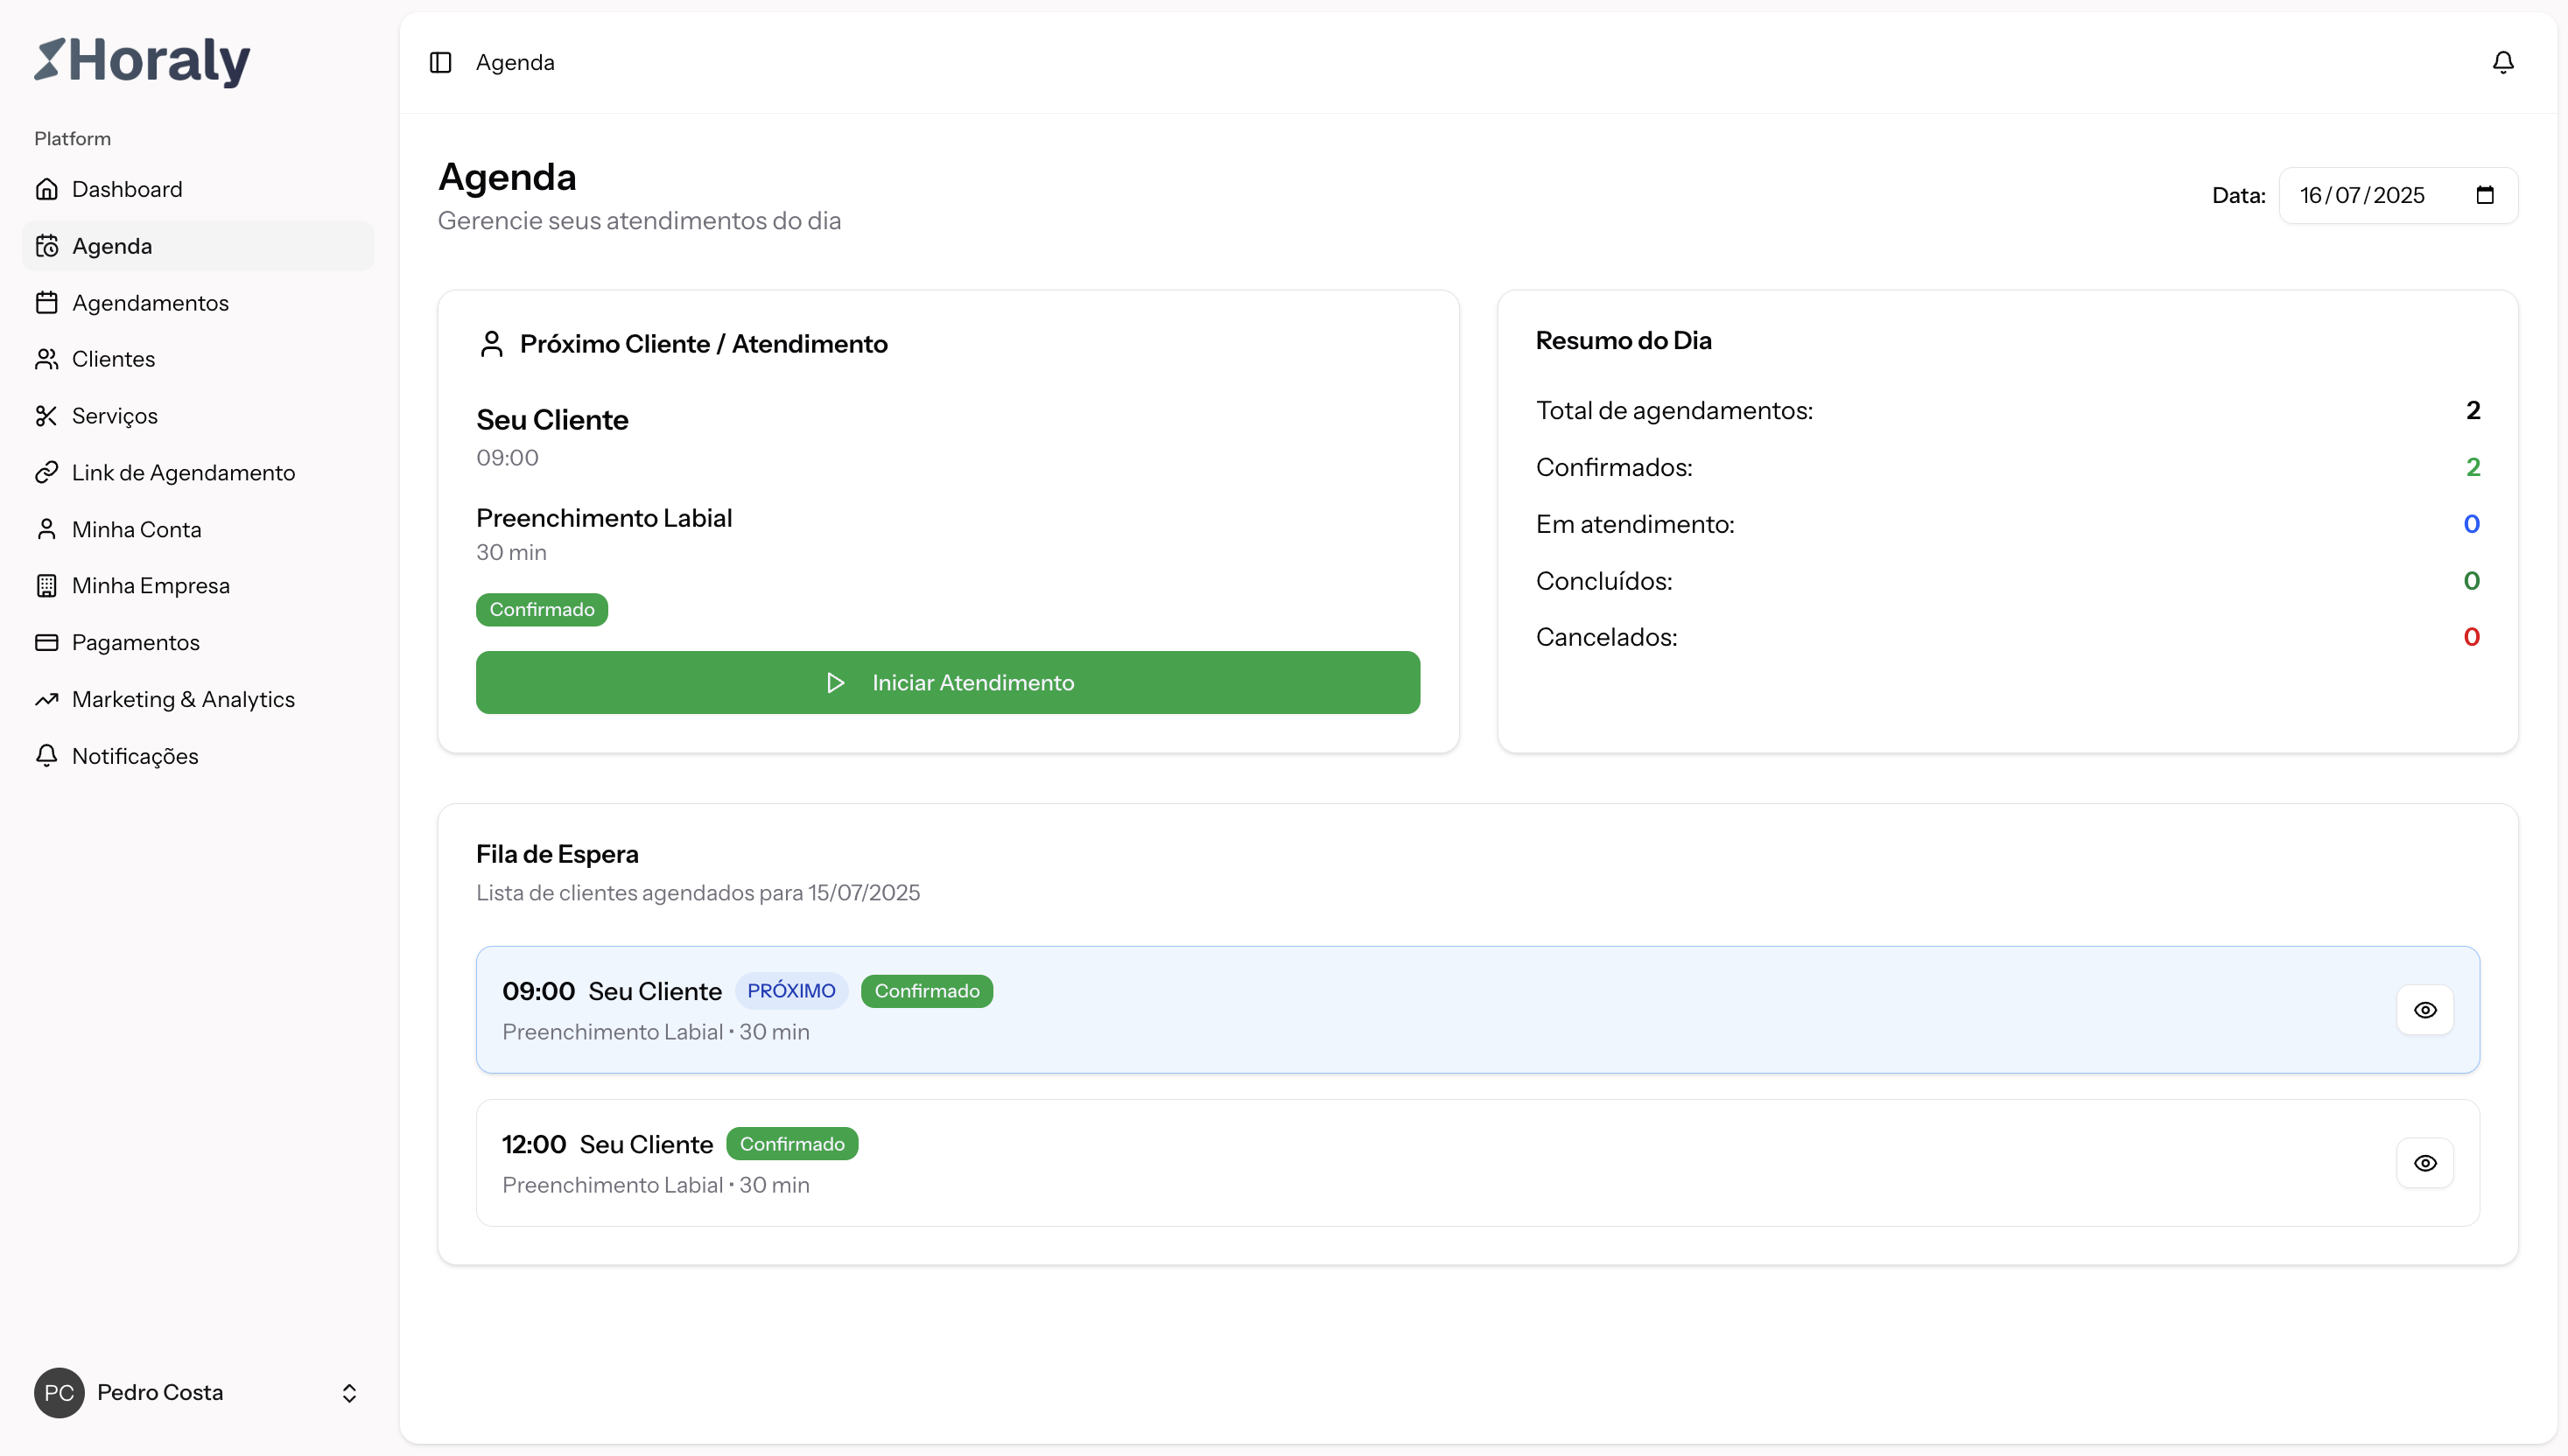 Horaly
Platform
Dashboard
Agenda
Agendamentos
Clientes
Serviços
Link de Agendamento
Minha Conta
Minha Empresa
Pagamentos
Marketing & Analytics
Notificações
PC Pedro Costa
Agenda
Agenda
Gerencie seus atendimentos do dia
Data: 16/07/2025
Próximo Cliente / Atendimento
Seu Cliente
09:00
Preenchimento Labial
30 min
Confirmado
Iniciar Atendimento
Resumo do Dia
Total de agendamentos: 2
Confirmados: 2
Em atendimento: 0
Concluídos: 0
Cancelados: 0
Fila de Espera
Lista de clientes agendados para 15/07/2025
09:00 Seu Cliente PRÓXIMO Confirmado
Preenchimento Labial • 30 min
12:00 Seu Cliente Confirmado
Preenchimento Labial • 30 min